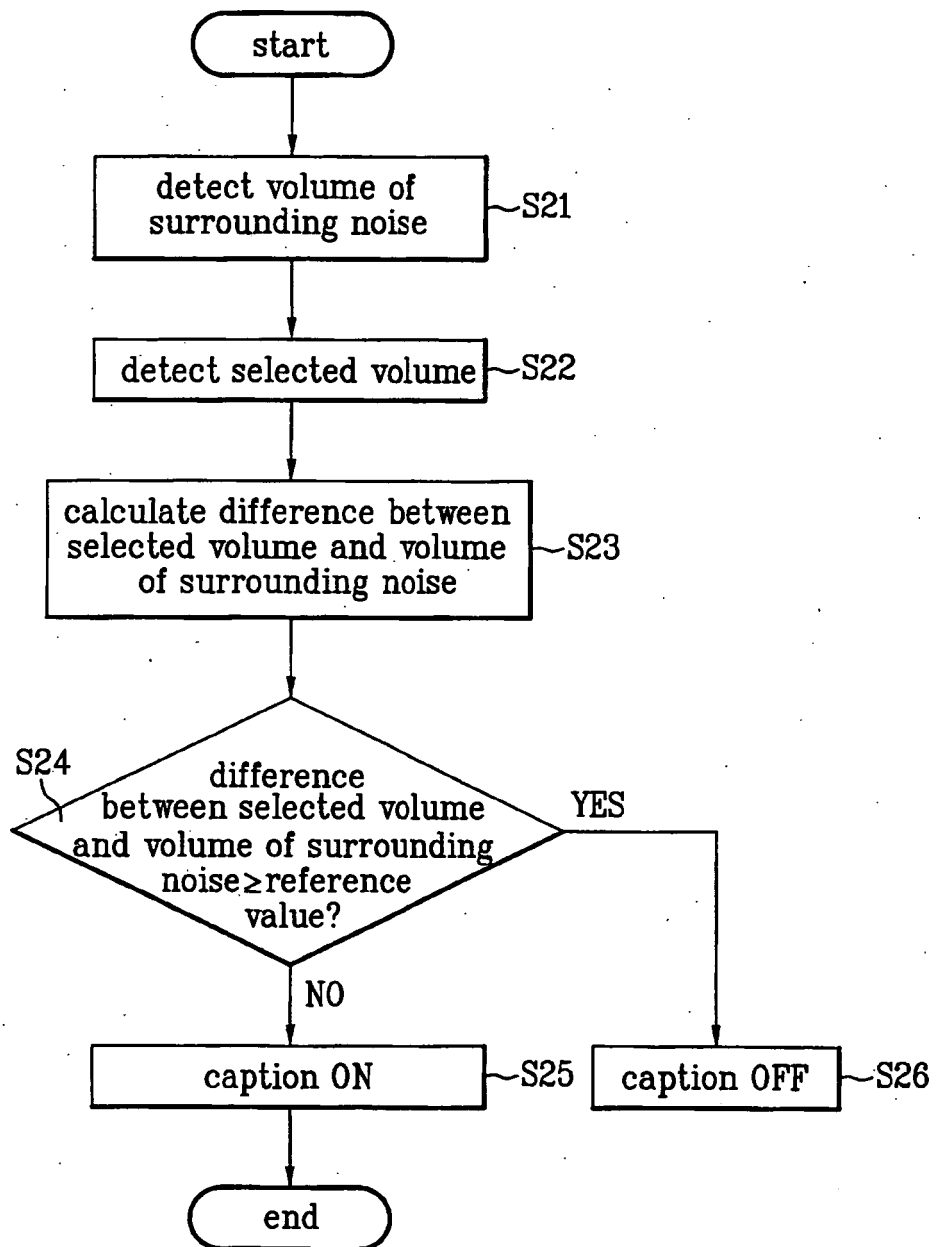 start
detect volume of
surrounding noise
S21
detect selected volume
S22
calculate difference between
selected volume and volume
of surrounding noise
S23
S24
difference
between selected volume
and volume of surrounding
noise≥reference
value?
YES
NO
caption ON
S25
caption OFF
S26
end